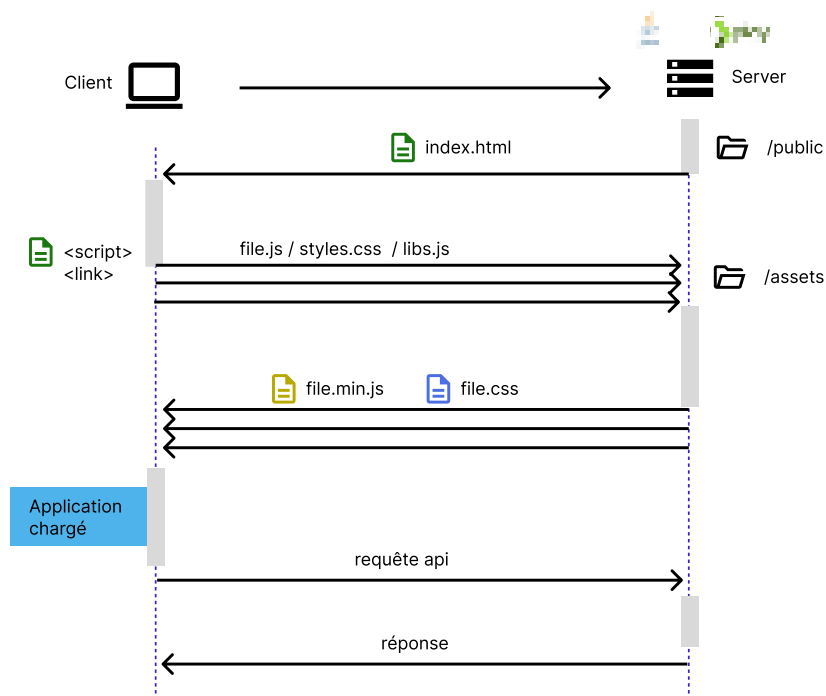 Client
Server
index.html
/public
<script>
<link>
file.js / styles.css / libs.js
/assets
file.min.js
file.css
Application
chargé
requête api
réponse